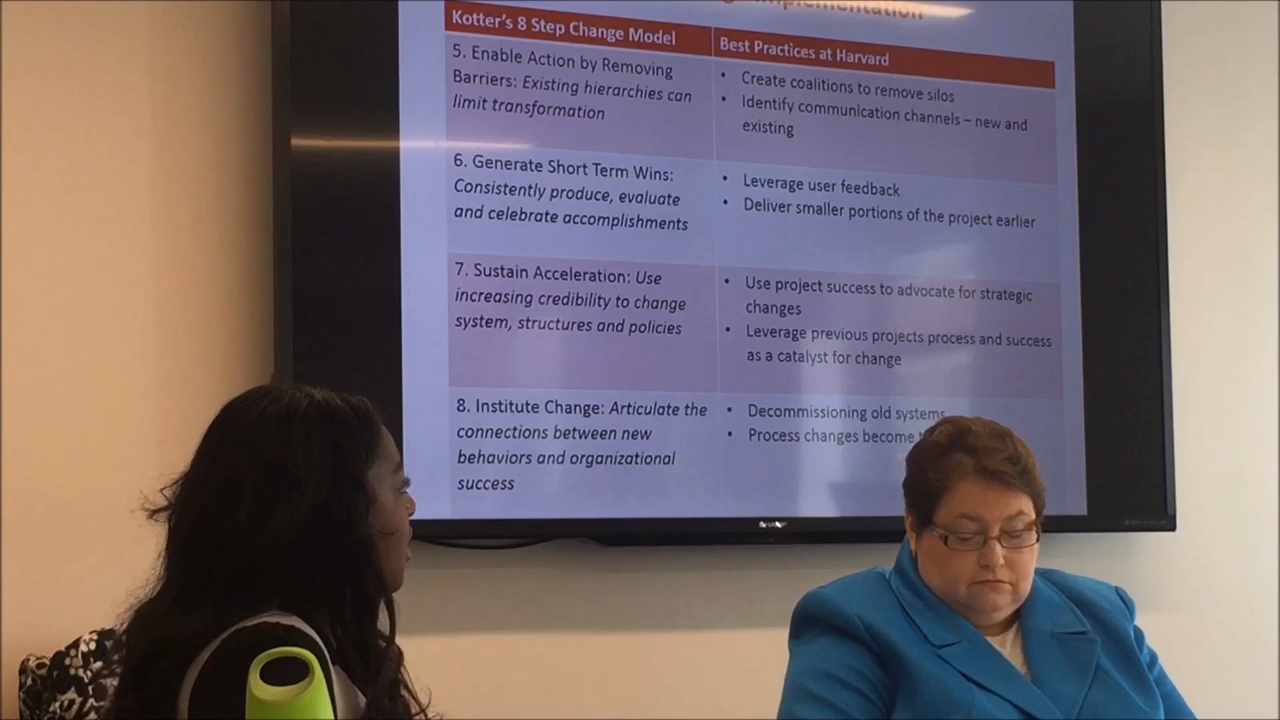 Implementation
Kotter's 8 Step Change Model
Best Practices at Harvard
5. Enable Action by Removing
Barriers: Existing hierarchies can
limit transformation
• Create coalitions to remove silos
• Identify communication channels – new and
existing
6. Generate Short Term Wins:
Consistently produce, evaluate
and celebrate accomplishments
• Leverage user feedback
• Deliver smaller portions of the project earlier
7. Sustain Acceleration: Use
increasing credibility to change
system, structures and policies
• Use project success to advocate for strategic
changes
• Leverage previous projects process and success
as a catalyst for change
8. Institute Change: Articulate the
connections between new
behaviors and organizational
success
• Decommissioning old systems
• Process changes become
SHARP